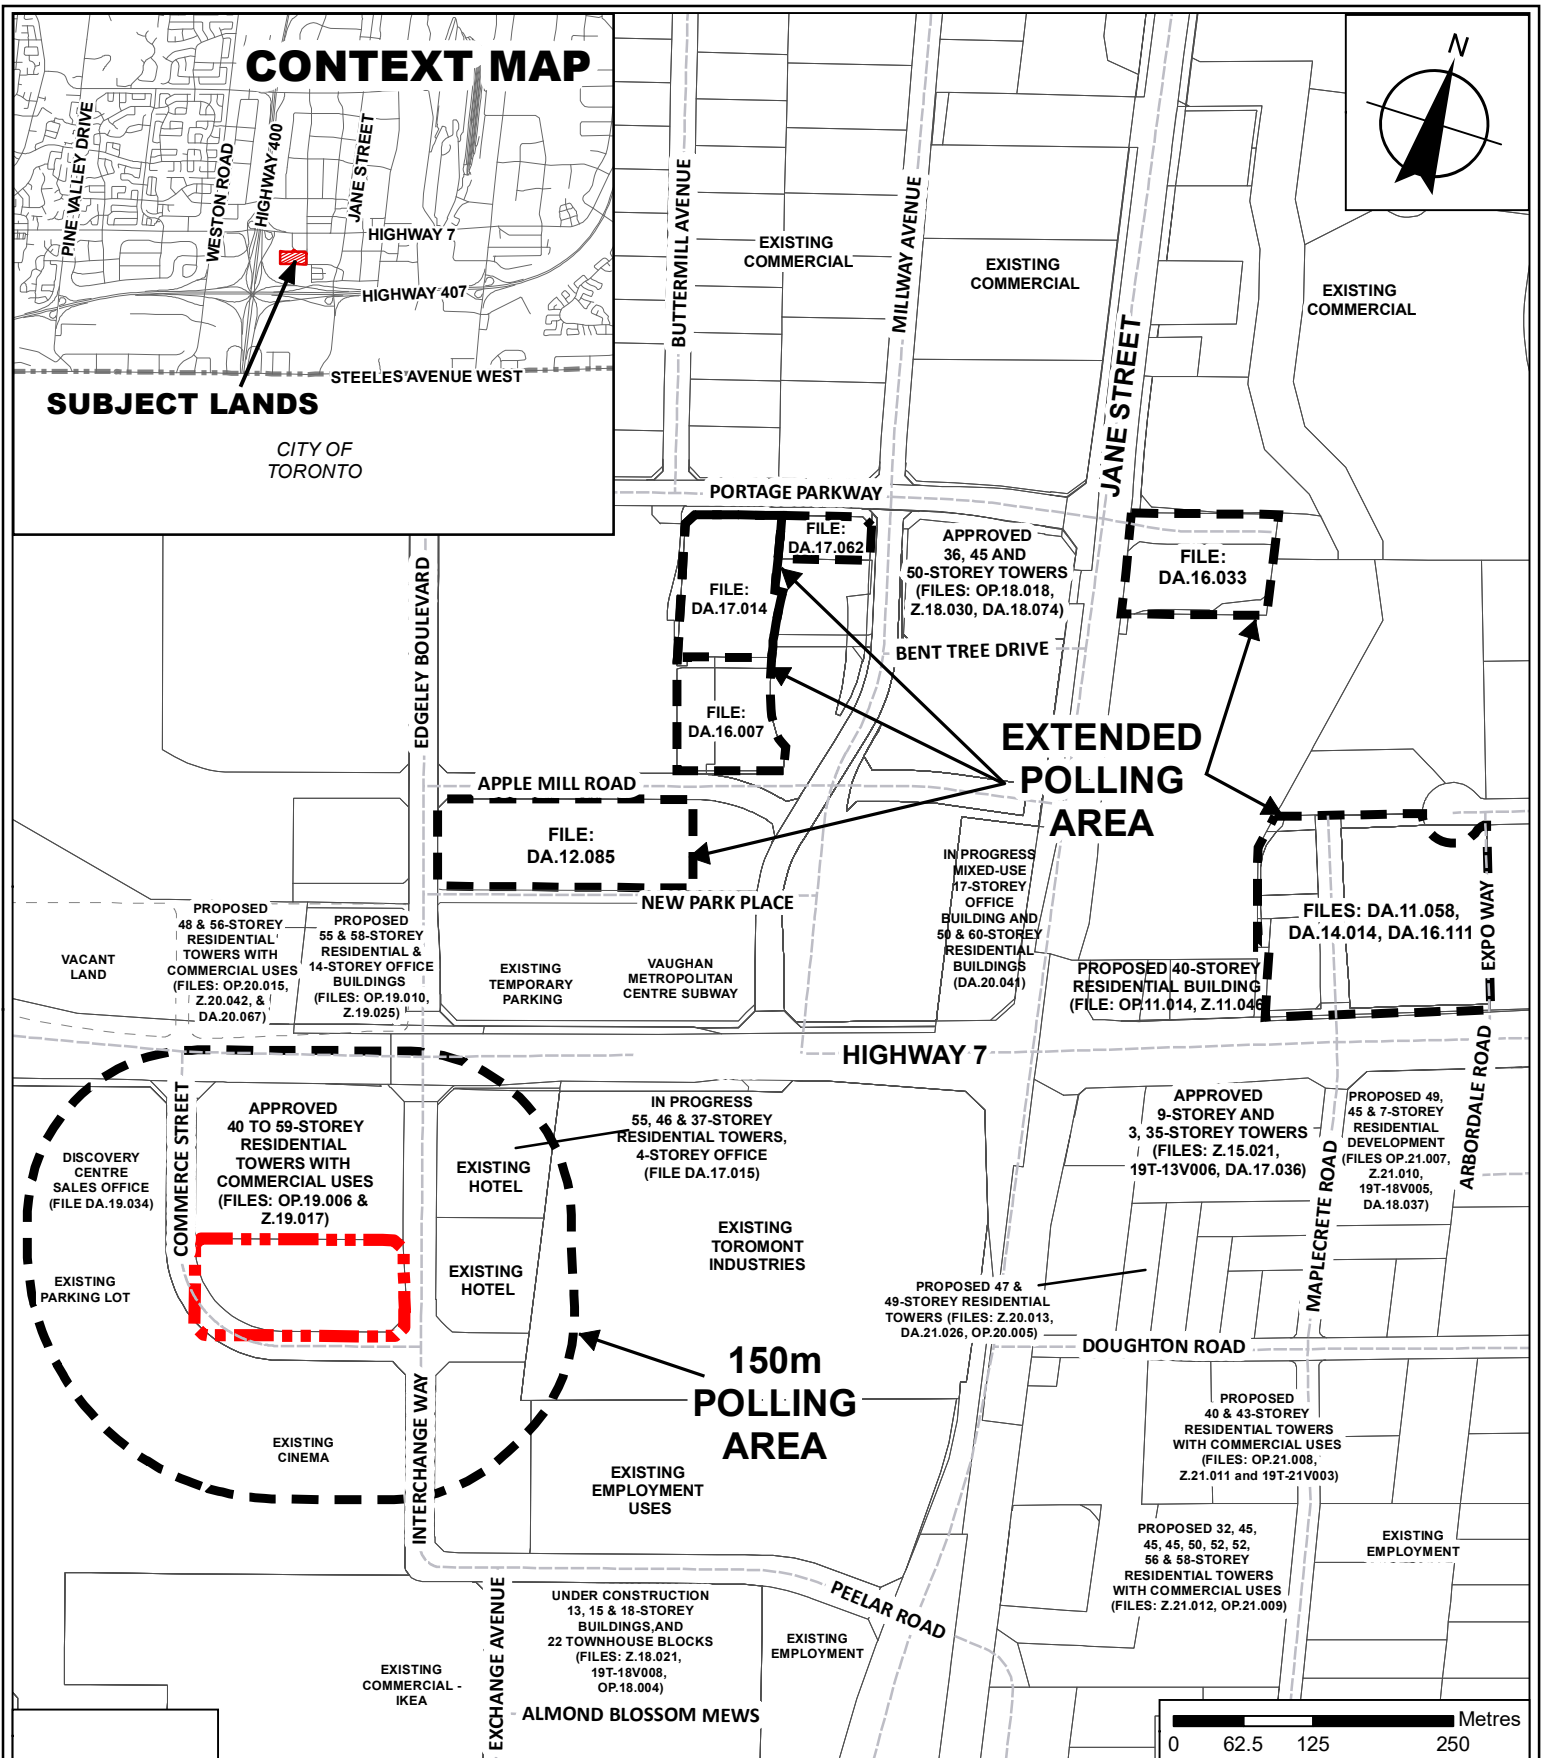 CONTEXT MAP
PINE VALLEY DRIVE
WESTON ROAD
HIGHWAY 400
JANE STREET
HIGHWAY 7
HIGHWAY 407
STEELES AVENUE WEST
SUBJECT LANDS
CITY OF
TORONTO
N
BUTTERMILL AVENUE
EXISTING
COMMERCIAL
MILLWAY AVENUE
EXISTING
COMMERCIAL
JANE STREET
EXISTING
COMMERCIAL
PORTAGE PARKWAY
FILE:
DA.17.062
FILE:
DA.17.014
APPROVED
36, 45 AND
50-STOREY TOWERS
(FILES: OP.18.018,
Z.18.030, DA.18.074)
FILE:
DA.16.033
BENT TREE DRIVE
EDGELEY BOULEVARD
FILE:
DA.16.007
EXTENDED
POLLING
AREA
APPLE MILL ROAD
FILE:
DA.12.085
NEW PARK PLACE
IN PROGRESS
MIXED-USE
17-STOREY
OFFICE
BUILDING AND
50 & 60-STOREY
RESIDENTIAL
BUILDINGS
(DA.20.041)
FILES: DA.11.058,
DA.14.014, DA.16.111
EXPO WAY
VACANT
LAND
PROPOSED
48 & 56-STOREY
RESIDENTIAL
TOWERS WITH
COMMERCIAL USES
(FILES: OP.20.015,
Z.20.042, &
DA.20.067)
PROPOSED
55 & 58-STOREY
RESIDENTIAL &
14-STOREY OFFICE
BUILDINGS
(FILES: OP.19.010,
Z.19.025)
EXISTING
TEMPORARY
PARKING
VAUGHAN
METROPOLITAN
CENTRE SUBWAY
PROPOSED 40-STOREY
RESIDENTIAL BUILDING
(FILE: OP.11.014, Z.11.046
HIGHWAY 7
ARBORDALE ROAD
COMMERCE STREET
APPROVED
40 TO 59-STOREY
RESIDENTIAL
TOWERS WITH
COMMERCIAL USES
(FILES: OP.19.006 &
Z.19.017)
DISCOVERY
CENTRE
SALES OFFICE
(FILE DA.19.034)
EXISTING
HOTEL
IN PROGRESS
55, 46 & 37-STOREY
RESIDENTIAL TOWERS,
4-STOREY OFFICE
(FILE DA.17.015)
APPROVED
9-STOREY AND
3, 35-STOREY TOWERS
(FILES: Z.15.021,
19T-13V006, DA.17.036)
MAPLECRETE ROAD
PROPOSED 49,
45 & 7-STOREY
RESIDENTIAL
DEVELOPMENT
(FILES OP.21.007,
Z.21.010,
19T-18V005,
DA.18.037)
EXISTING
PARKING LOT
EXISTING
HOTEL
EXISTING
TOROMONT
INDUSTRIES
PROPOSED 47 &
49-STOREY RESIDENTIAL
TOWERS (FILES: Z.20.013,
DA.21.026, OP.20.005)
DOUGHTON ROAD
150m
POLLING
AREA
INTERCHANGE WAY
EXISTING
CINEMA
EXISTING
EMPLOYMENT
USES
PROPOSED
40 & 43-STOREY
RESIDENTIAL TOWERS
WITH COMMERCIAL USES
(FILES: OP.21.008,
Z.21.011 and 19T-21V003)
PROPOSED 32, 45,
45, 45, 50, 52, 52,
56 & 58-STOREY
RESIDENTIAL TOWERS
WITH COMMERCIAL USES
(FILES: Z.21.012, OP.21.009)
EXISTING
EMPLOYMENT
PEELAR ROAD
EXCHANGE AVENUE
UNDER CONSTRUCTION
13, 15 & 18-STOREY
BUILDINGS,AND
22 TOWNHOUSE BLOCKS
(FILES: Z.18.021,
19T-18V008,
OP.18.004)
EXISTING
EMPLOYMENT
EXISTING
COMMERCIAL -
IKEA
ALMOND BLOSSOM MEWS
Metres
0 62.5 125 250